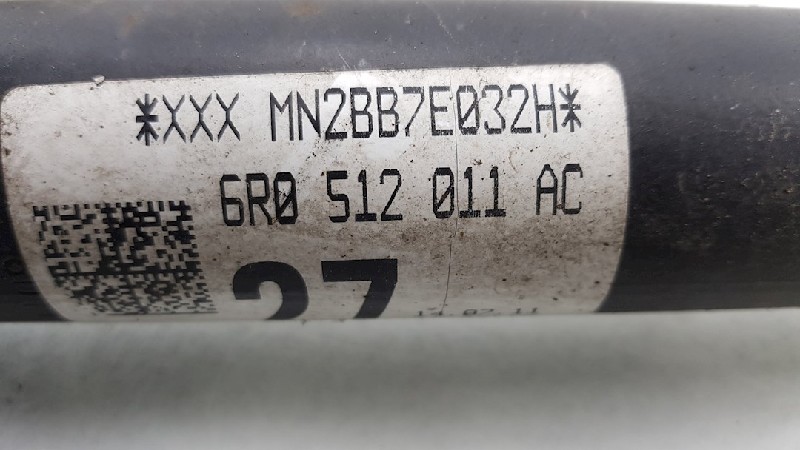 *XXX MN2BB7E032H*
6R0 512 011 AC
27